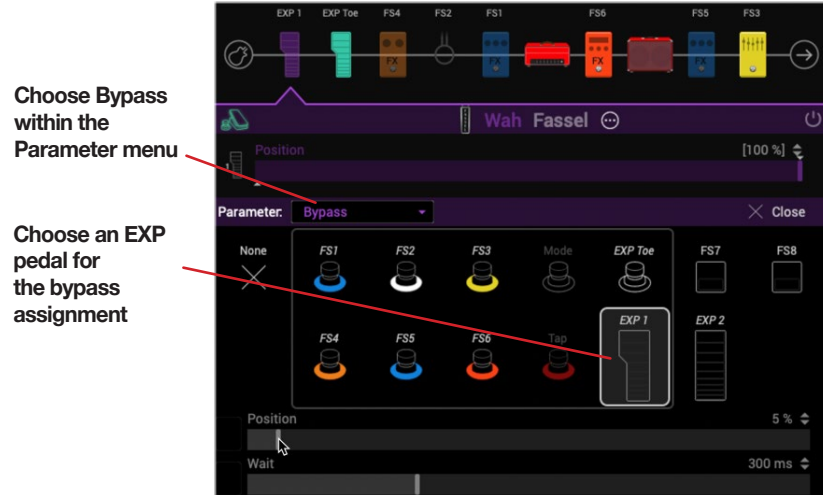 EXP 1 EXP Toe FS4 FS2 FS1 FS6 FS5 FS3
FX FX FX FX
Choose Bypass
within the
Parameter menu
Wah Fassel
Position [100 %]
Parameter: Bypass Close
Choose an EXP
pedal for
the bypass
assignment
None FS1 FS2 FS3 Mode EXP Toe FS7 FS8
FS4 FS5 FS6 Tap EXP 1 EXP 2
Position 5 %
Wait 300 ms